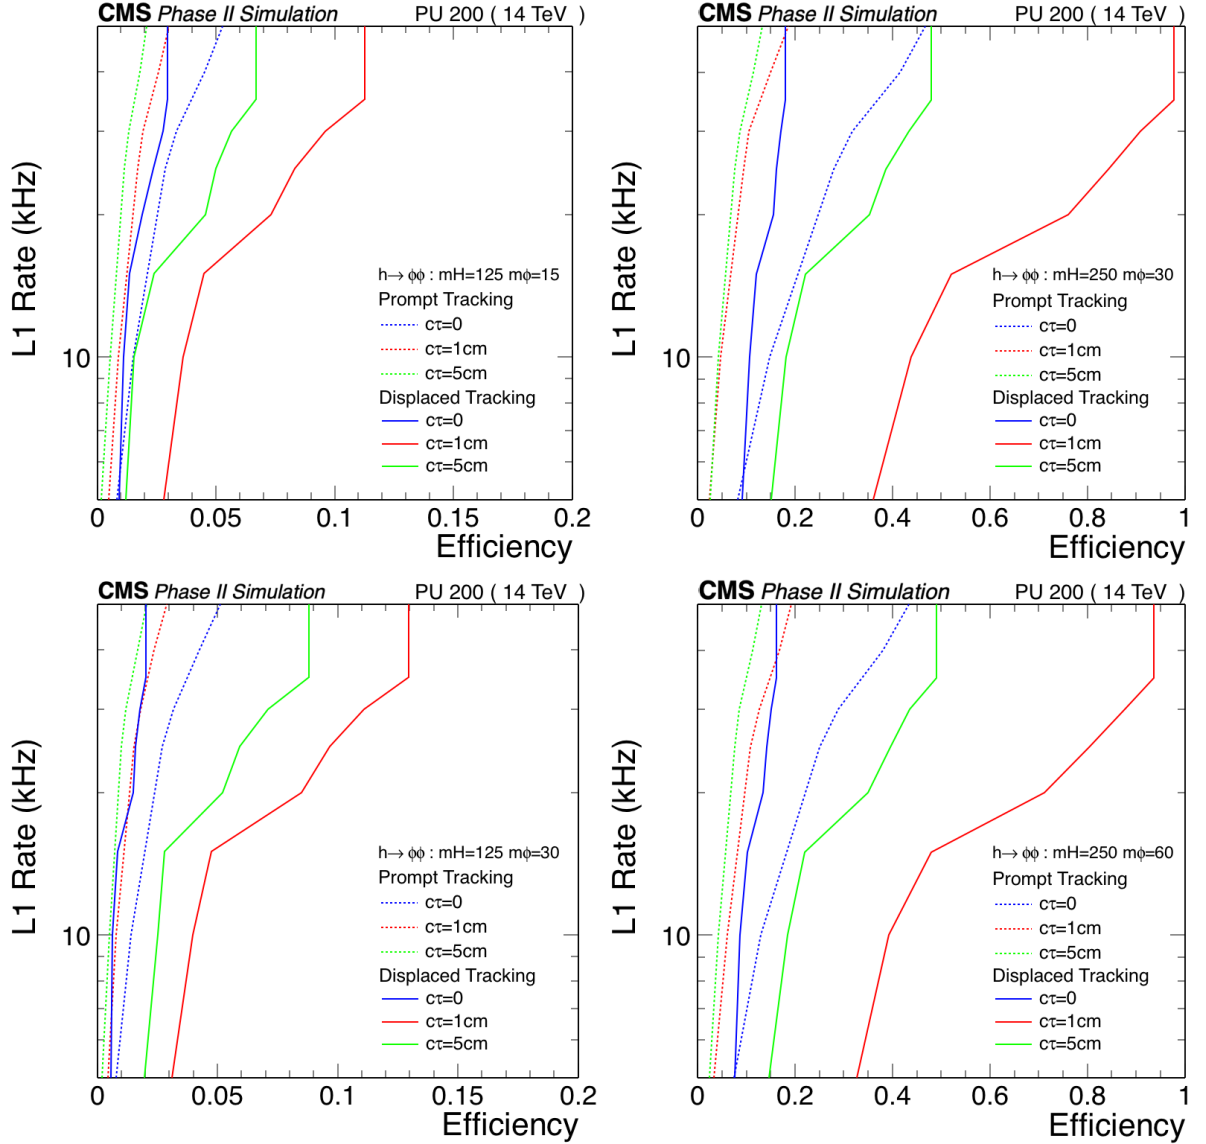 CMS Phase II Simulation PU 200 ( 14 TeV )
L1 Rate (kHz)
10
h→ φφ : mH=125 mφ=15
Prompt Tracking
cτ=0
cτ=1cm
cτ=5cm
Displaced Tracking
cτ=0
cτ=1cm
cτ=5cm
0 0.05 0.1 0.15 0.2
Efficiency
CMS Phase II Simulation PU 200 ( 14 TeV )
L1 Rate (kHz)
10
h→ φφ : mH=250 mφ=30
Prompt Tracking
cτ=0
cτ=1cm
cτ=5cm
Displaced Tracking
cτ=0
cτ=1cm
cτ=5cm
0 0.2 0.4 0.6 0.8 1
Efficiency
CMS Phase II Simulation PU 200 ( 14 TeV )
L1 Rate (kHz)
10
h→ φφ : mH=125 mφ=30
Prompt Tracking
cτ=0
cτ=1cm
cτ=5cm
Displaced Tracking
cτ=0
cτ=1cm
cτ=5cm
0 0.05 0.1 0.15 0.2
Efficiency
CMS Phase II Simulation PU 200 ( 14 TeV )
L1 Rate (kHz)
10
h→ φφ : mH=250 mφ=60
Prompt Tracking
cτ=0
cτ=1cm
cτ=5cm
Displaced Tracking
cτ=0
cτ=1cm
cτ=5cm
0 0.2 0.4 0.6 0.8 1
Efficiency